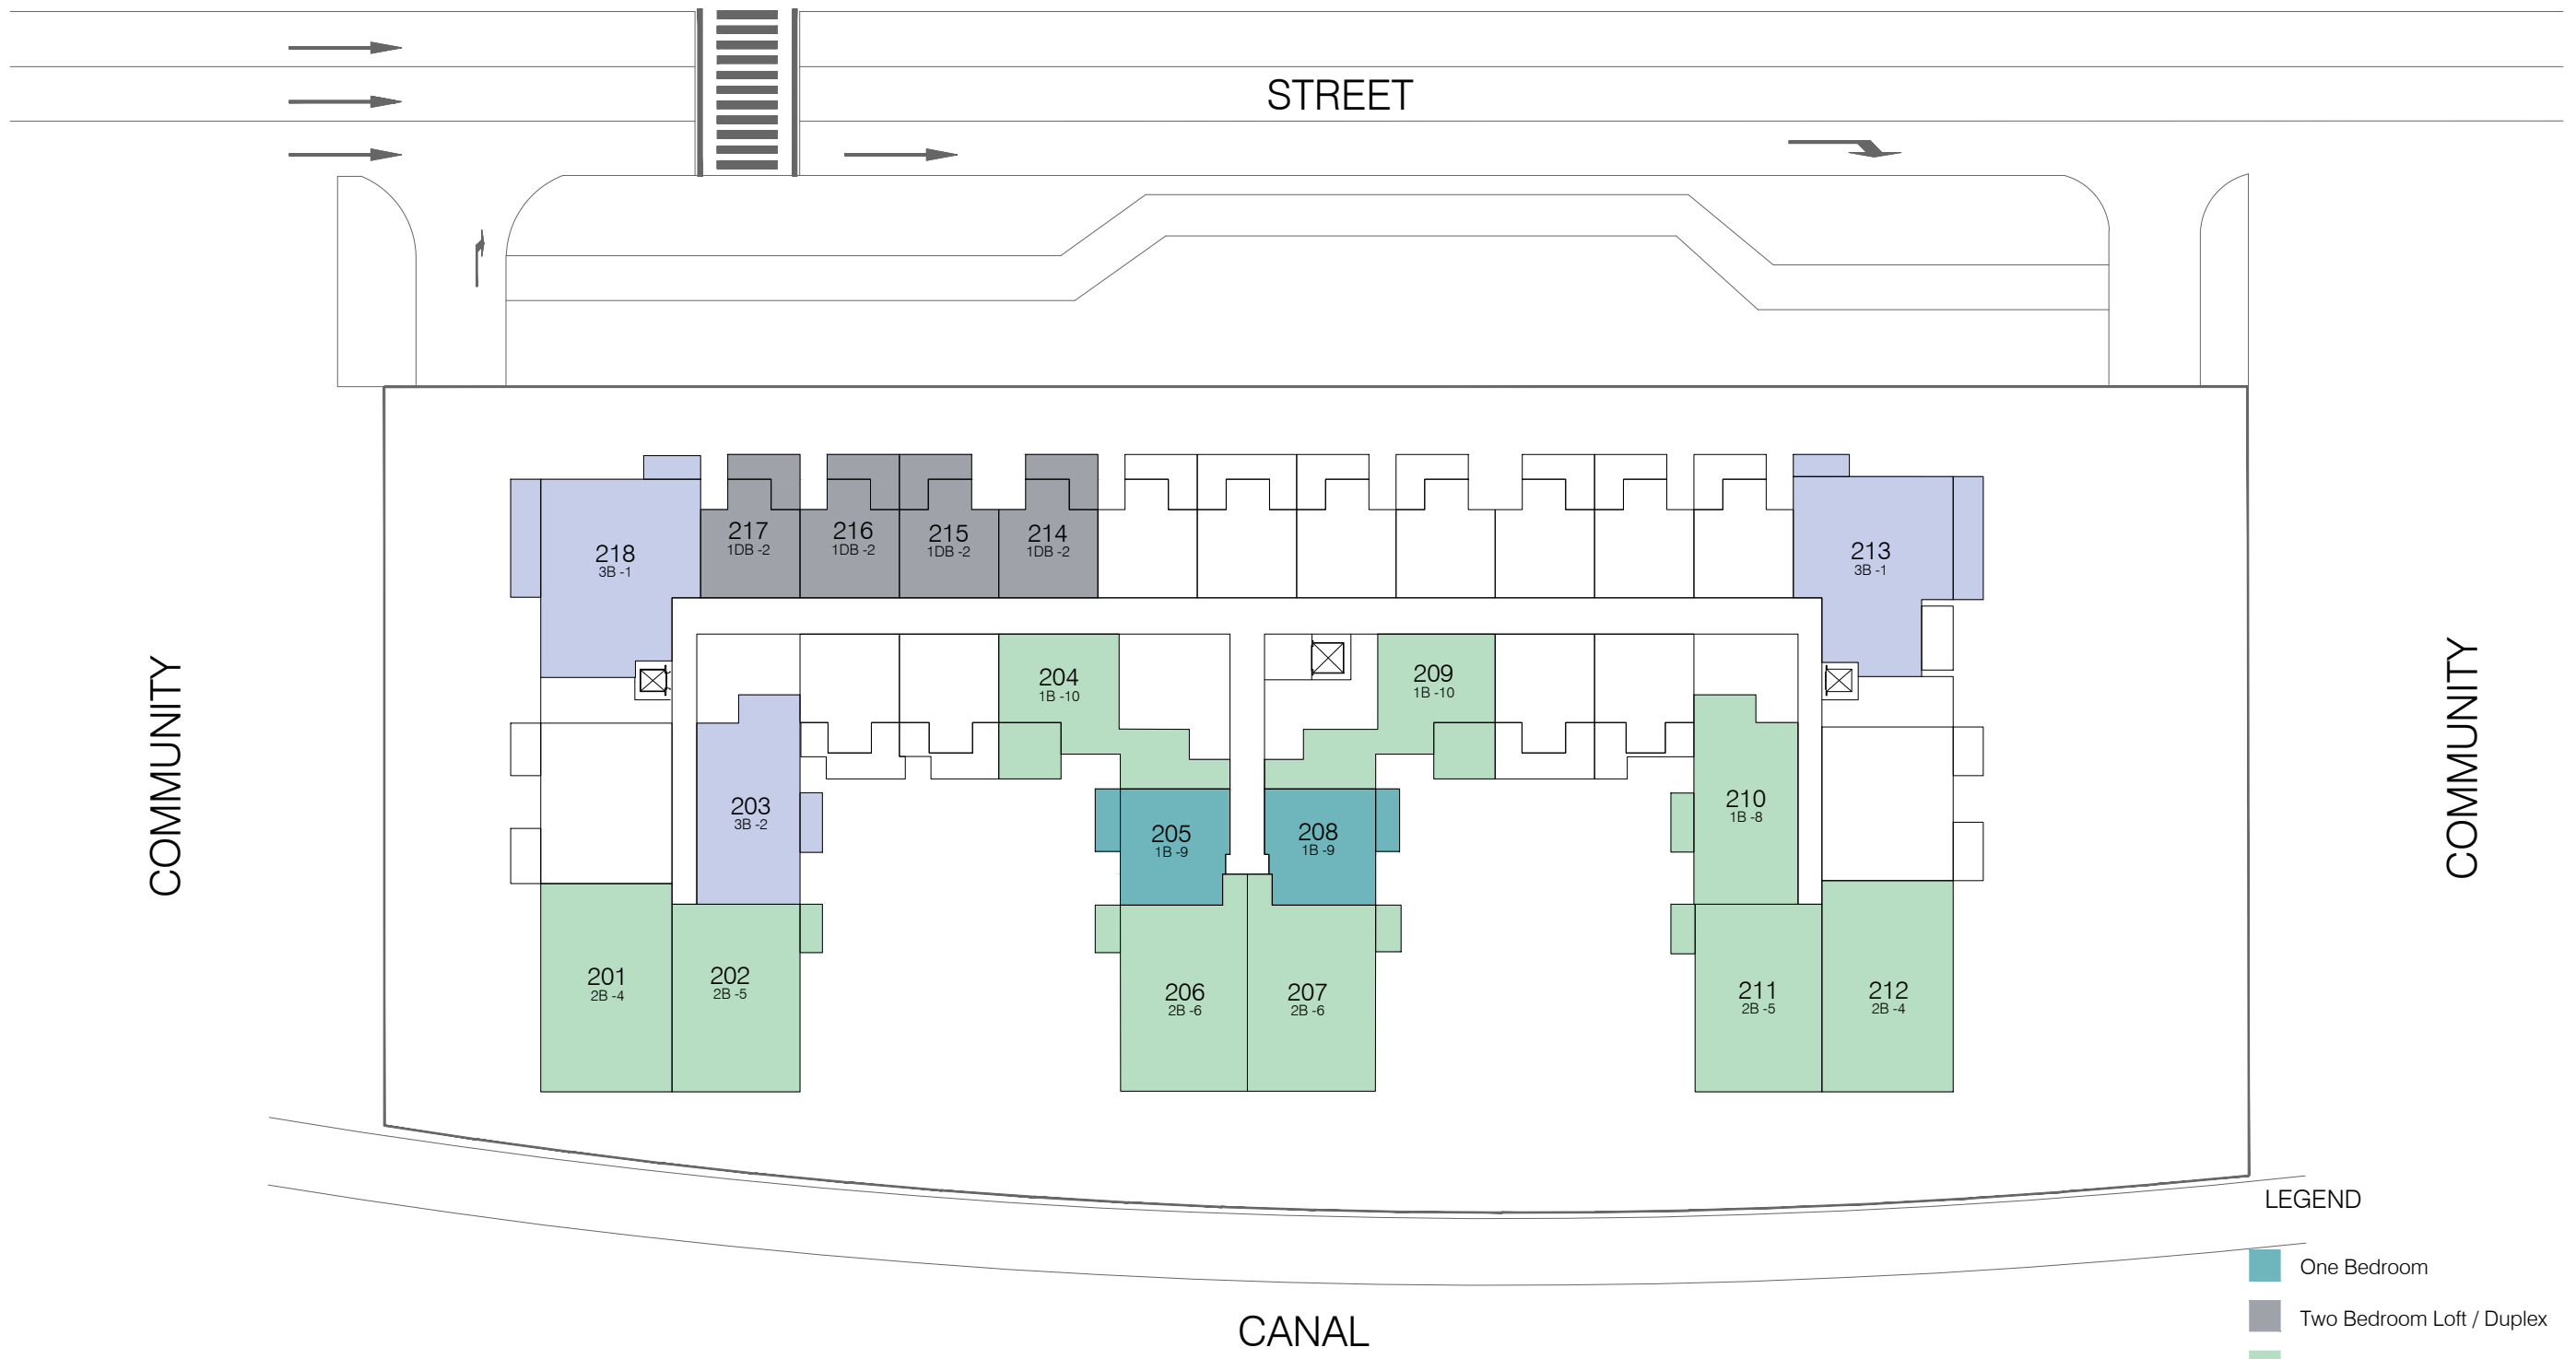 STREET
217
1DB -2
216
1DB -2
215
1DB -2
214
1DB -2
218
3B -1
213
3B -1
204
1B -10
209
1B -10
203
3B -2
205
1B -9
208
1B -9
210
1B -8
201
2B -4
202
2B -5
206
2B -6
207
2B -6
211
2B -5
212
2B -4
COMMUNITY
COMMUNITY
LEGEND
One Bedroom
Two Bedroom Loft / Duplex
CANAL